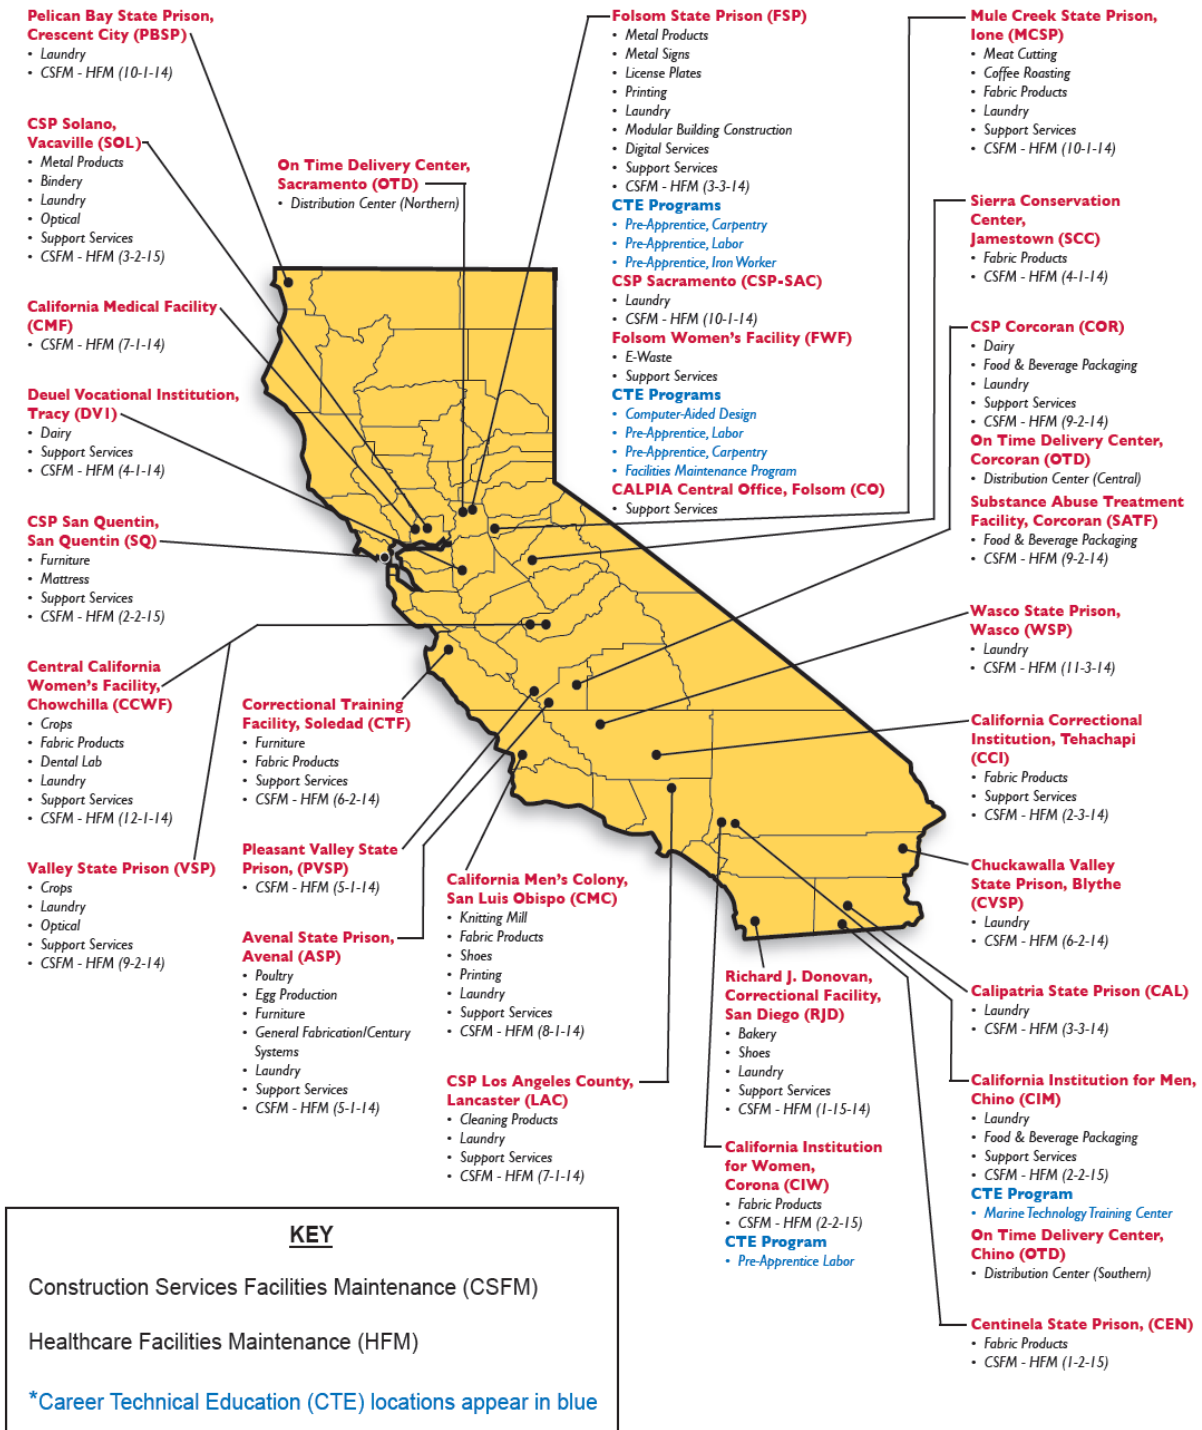 Pelican Bay State Prison,
Crescent City (PBSP)
• Laundry
• CSFM - HFM (10-1-14)
CSP Solano,
Vacaville (SOL)
• Metal Products
• Bindery
• Laundry
• Optical
• Support Services
• CSFM - HFM (3-2-15)
California Medical Facility
(CMF)
• CSFM - HFM (7-1-14)
Deuel Vocational Institution,
Tracy (DV1)
• Dairy
• Support Services
• CSFM - HFM (4-1-14)
CSP San Quentin,
San Quentin (SQ)
• Furniture
• Mattress
• Support Services
• CSFM - HFM (2-2-15)
Central California
Women's Facility,
Chowchilla (CCWF)
• Crops
• Fabric Products
• Dental Lab
• Laundry
• Support Services
• CSFM - HFM (12-1-14)
Valley State Prison (VSP)
• Crops
• Laundry
• Optical
• Support Services
• CSFM - HFM (9-2-14)
On Time Delivery Center,
Sacramento (OTD)
• Distribution Center (Northern)
Correctional Training
Facility, Soledad (CTF)
• Furniture
• Fabric Products
• Support Services
• CSFM - HFM (6-2-14)
Pleasant Valley State
Prison, (PVSP)
• CSFM - HFM (5-1-14)
Avenal State Prison,
Avenal (ASP)
• Poultry
• Egg Production
• Furniture
• General Fabrication/Century
Systems
• Laundry
• Support Services
• CSFM - HFM (5-1-14)
California Men's Colony,
San Luis Obispo (CMC)
• Knitting Mill
• Fabric Products
• Shoes
• Printing
• Laundry
• Support Services
• CSFM - HFM (8-1-14)
CSP Los Angeles County,
Lancaster (LAC)
• Cleaning Products
• Laundry
• Support Services
• CSFM - HFM (7-1-14)
Folsom State Prison (FSP)
• Metal Products
• Metal Signs
• License Plates
• Printing
• Laundry
• Modular Building Construction
• Digital Services
• Support Services
• CSFM - HFM (3-3-14)
CTE Programs
• Pre-Apprentice, Carpentry
• Pre-Apprentice, Labor
• Pre-Apprentice, Iron Worker
CSP Sacramento (CSP-SAC)
• Laundry
• CSFM - HFM (10-1-14)
Folsom Women's Facility (FWF)
• E-Waste
• Support Services
CTE Programs
• Computer-Aided Design
• Pre-Apprentice, Labor
• Pre-Apprentice, Carpentry
• Facilities Maintenance Program
CALPIA Central Office, Folsom (CO)
• Support Services
Richard J. Donovan,
Correctional Facility,
San Diego (RJD)
• Bakery
• Shoes
• Laundry
• Support Services
• CSFM - HFM (1-15-14)
California Institution
for Women,
Corona (CIW)
• Fabric Products
• CSFM - HFM (2-2-15)
CTE Program
• Pre-Apprentice Labor
Mule Creek State Prison,
Ione (MCSP)
• Meat Cutting
• Coffee Roasting
• Fabric Products
• Laundry
• Support Services
• CSFM - HFM (10-1-14)
Sierra Conservation
Center,
Jamestown (SCC)
• Fabric Products
• CSFM - HFM (4-1-14)
CSP Corcoran (COR)
• Dairy
• Food & Beverage Packaging
• Laundry
• Support Services
• CSFM - HFM (9-2-14)
On Time Delivery Center,
Corcoran (OTD)
• Distribution Center (Central)
Substance Abuse Treatment
Facility, Corcoran (SATF)
• Food & Beverage Packaging
• CSFM - HFM (9-2-14)
Wasco State Prison,
Wasco (WSP)
• Laundry
• CSFM - HFM (11-3-14)
California Correctional
Institution, Tehachapi
(CCI)
• Fabric Products
• Support Services
• CSFM - HFM (2-3-14)
Chuckawalla Valley
State Prison, Blythe
(CVSP)
• Laundry
• CSFM - HFM (6-2-14)
Calipatria State Prison (CAL)
• Laundry
• CSFM - HFM (3-3-14)
California Institution for Men,
Chino (CIM)
• Laundry
• Food & Beverage Packaging
• Support Services
• CSFM - HFM (2-2-15)
CTE Program
• Marine Technology Training Center
On Time Delivery Center,
Chino (OTD)
• Distribution Center (Southern)
Centinela State Prison, (CEN)
• Fabric Products
• CSFM - HFM (1-2-15)
KEY
Construction Services Facilities Maintenance (CSFM)
Healthcare Facilities Maintenance (HFM)
*Career Technical Education (CTE) locations appear in blue